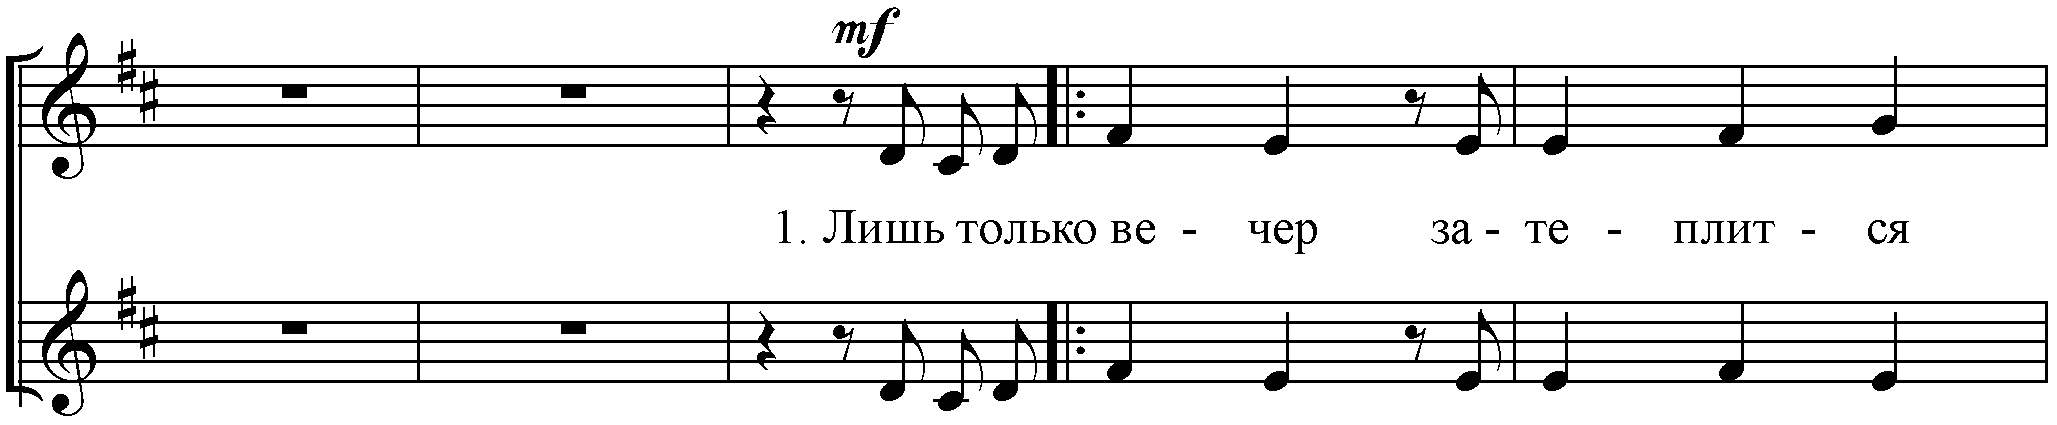 mf
1. Лишь только ве - чер за - те - плит - ся